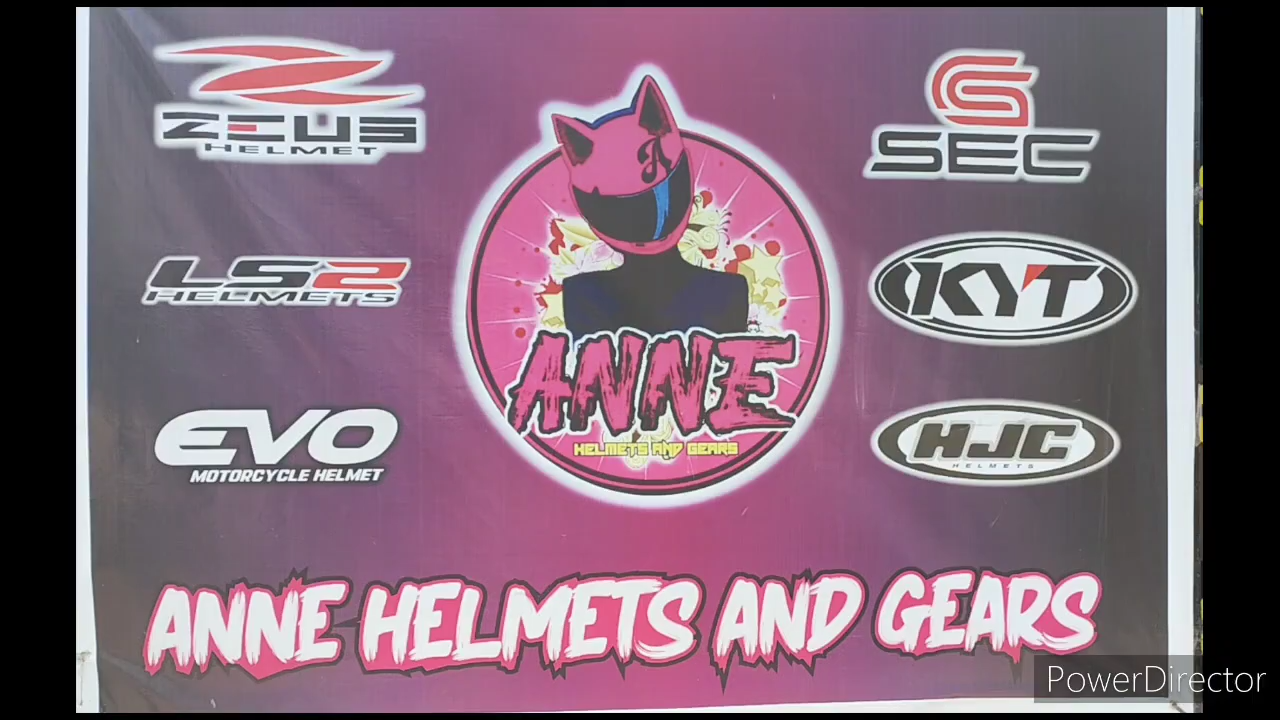 ZEUS
HELMET
LS2
HELMETS
EVO
MOTORCYCLE HELMET
ANNE
HELMETS AND GEARS
SEC
KYT
HJC
HELMETS
ANNE HELMETS AND GEARS
PowerDirector